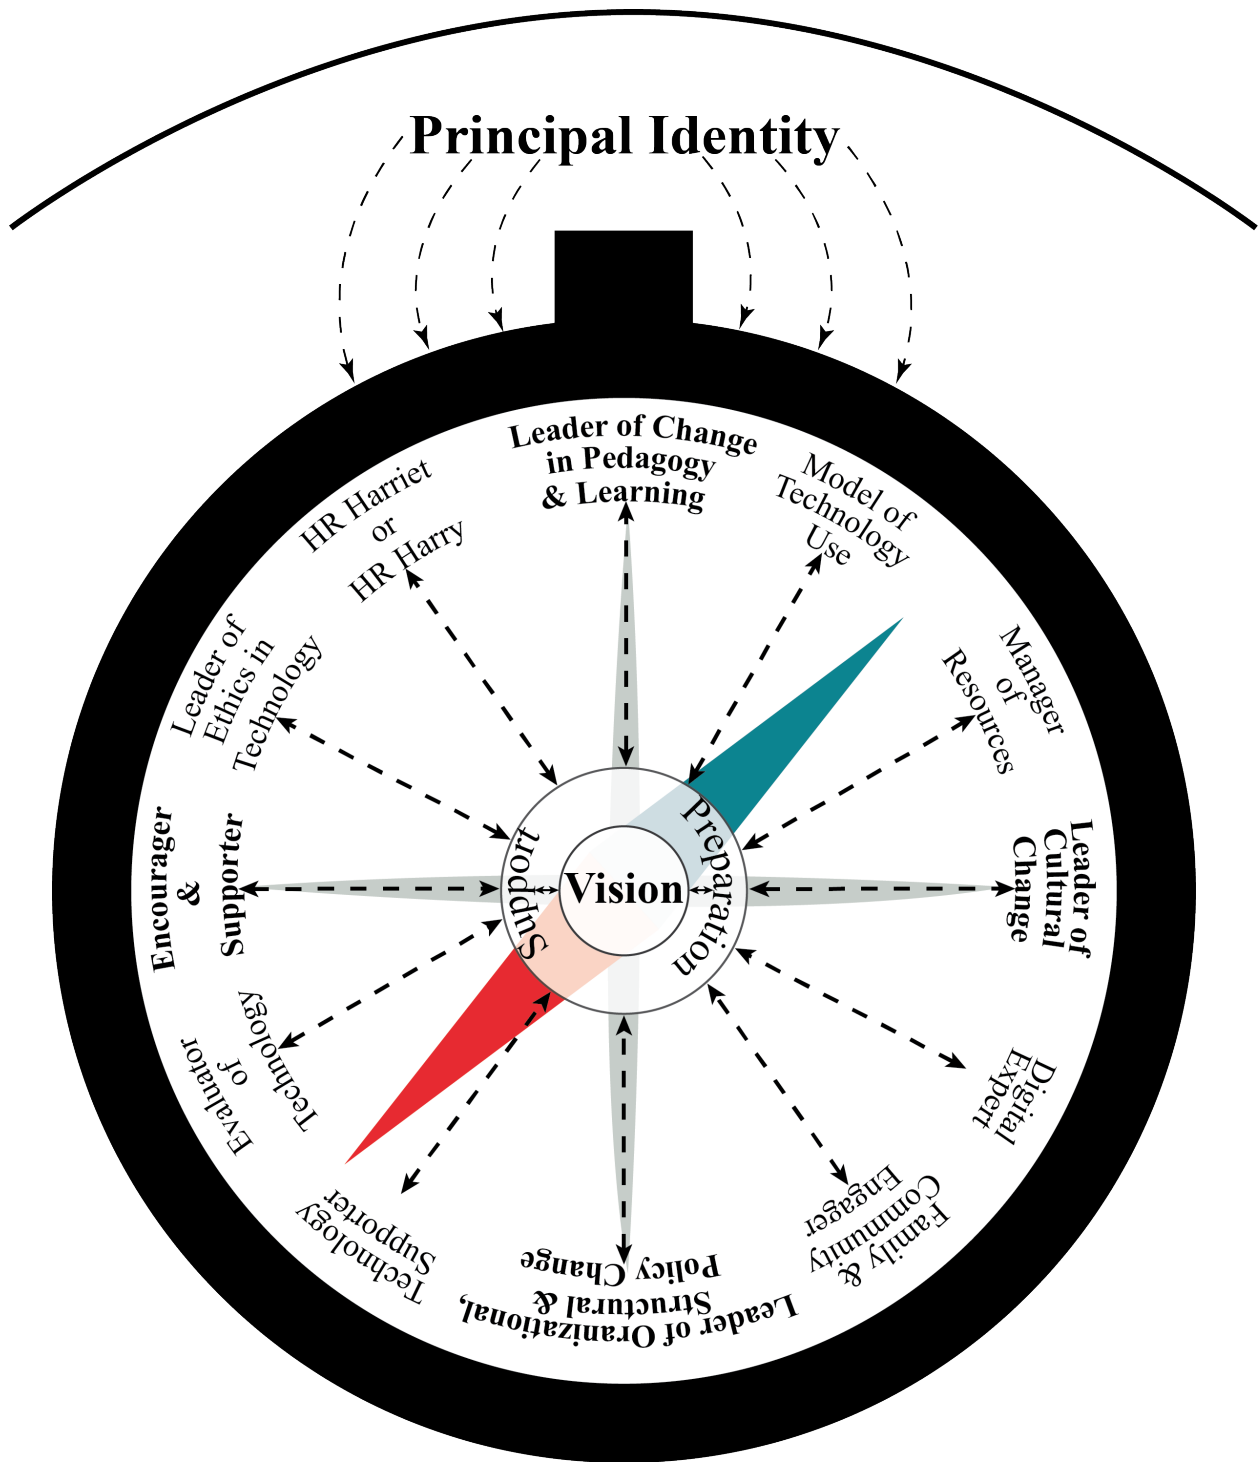 Principal Identity
Leader of Change
in Pedagogy
& Learning
Model of
Technology
Use
Manager
of
Resources
Leader of
Cultural
Change
Digital
Expert
Family &
Community
Engager
Leader of Oranizational,
Structural &
Policy Change
Technology
Supporter
Evaluator
of
Technology
Encourager
&
Supporter
Leader of
Ethics in
Technology
HR Harriet
or
HR Harry
Support
Vision
Preparation